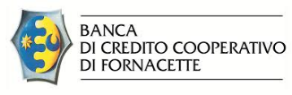 BANCA
DI CREDITO COOPERATIVO
DI FORNACETTE